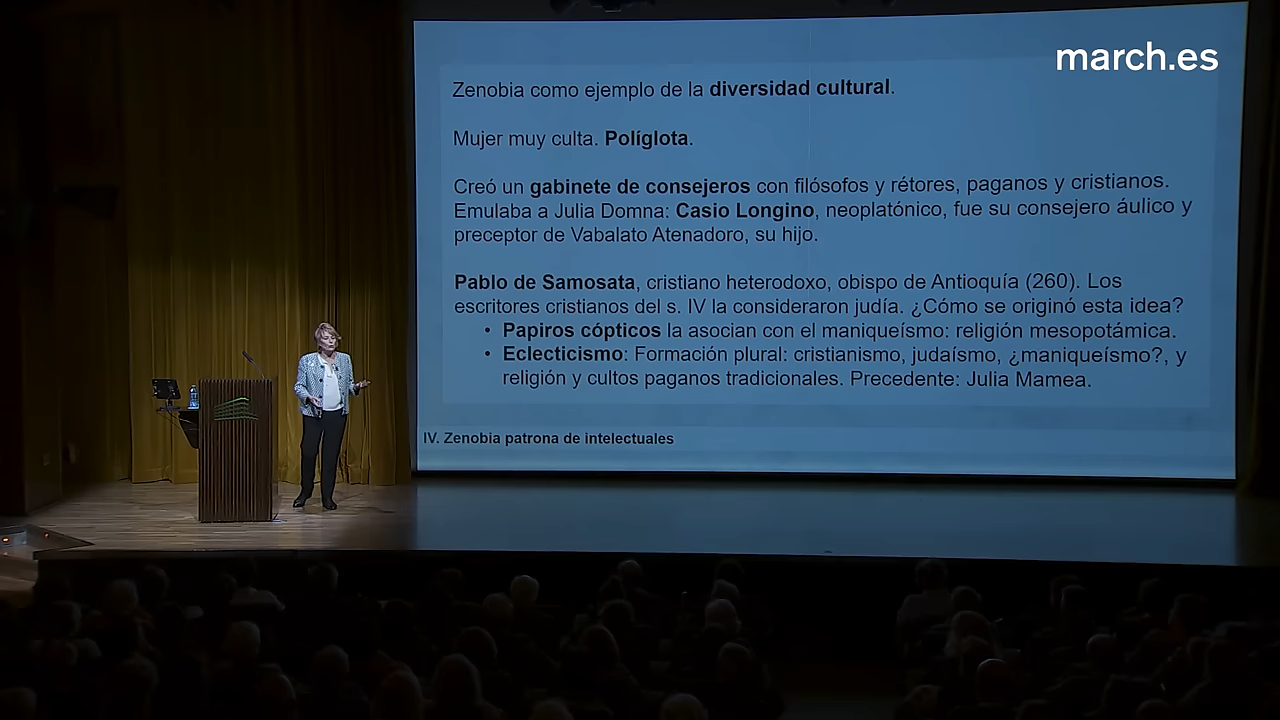 march.es
Zenobia como ejemplo de la diversidad cultural.
Mujer muy culta. Políglota.
Creó un gabinete de consejeros con filósofos y rétores, paganos y cristianos.
Emulaba a Julia Domna: Casio Longino, neoplatónico, fue su consejero áulico y
preceptor de Vabalato Atenadoro, su hijo.
Pablo de Samosata, cristiano heterodoxo, obispo de Antioquía (260). Los
escritores cristianos del s. IV la consideraron judía. ¿Cómo se originó esta idea?
• Papiros cópticos la asocian con el maniqueísmo: religión mesopotámica.
• Eclecticismo: Formación plural: cristianismo, judaísmo, ¿maniqueísmo?, y
religión y cultos paganos tradicionales. Precedente: Julia Mamea.
IV. Zenobia patrona de intelectuales